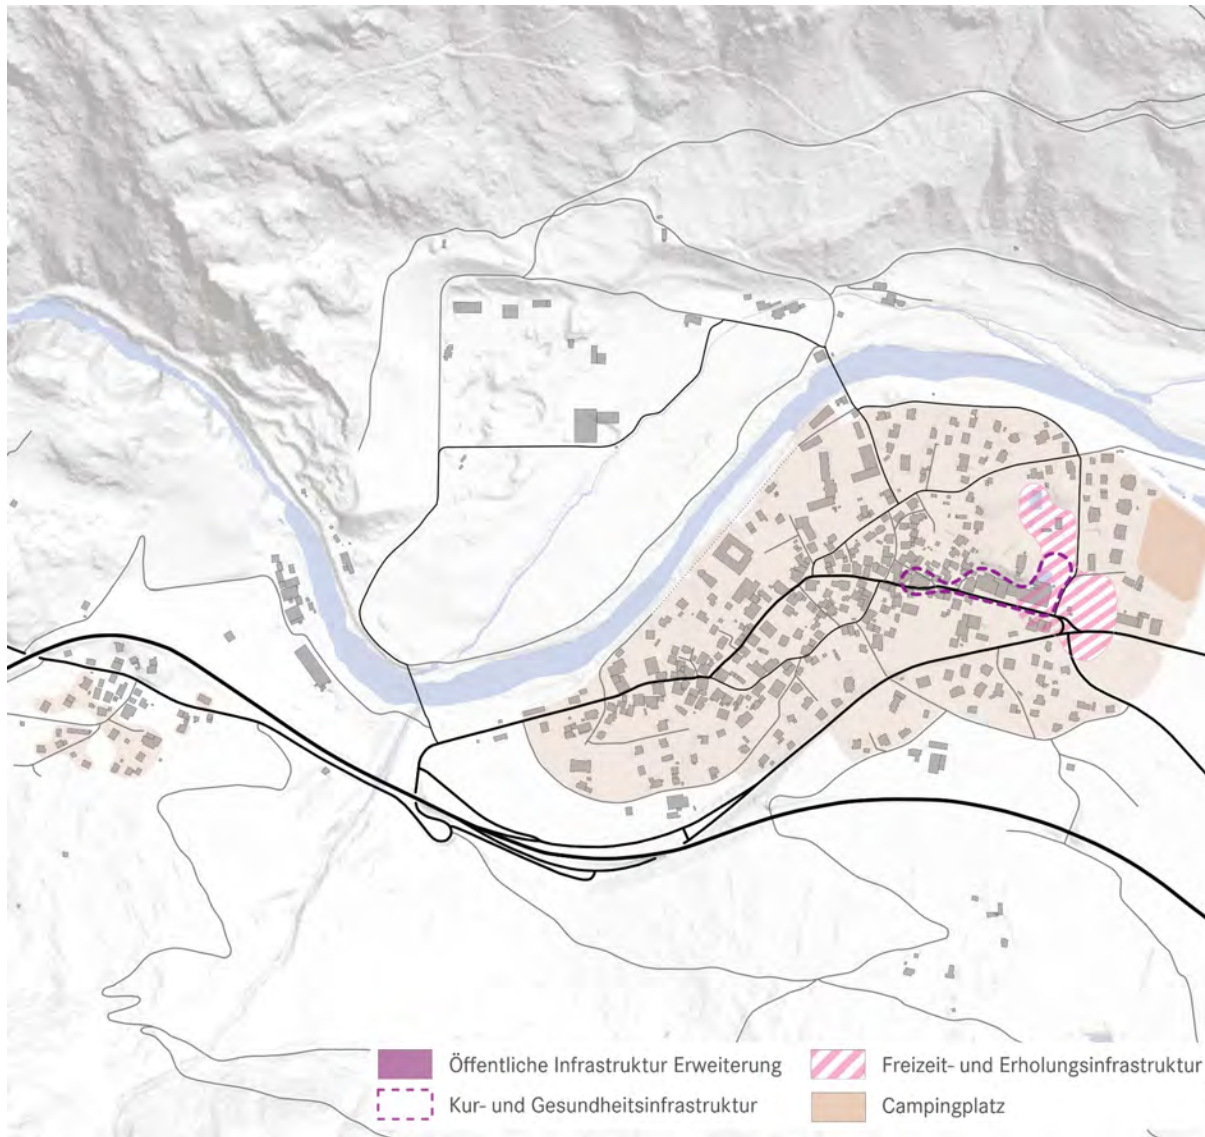 Öffentliche Infrastruktur Erweiterung
Kur- und Gesundheitsinfrastruktur
Freizeit- und Erholungsinfrastruktur
Campingplatz